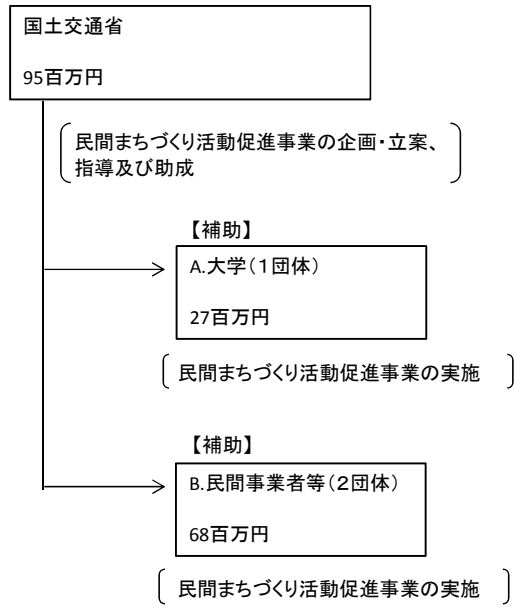 国土交通省
95百万円
民間まちづくり活動促進事業の企画・立案、
指導及び助成
【補助】
A.大学(1団体)
27百万円
民間まちづくり活動促進事業の実施
【補助】
B.民間事業者等(2団体)
68百万円
民間まちづくり活動促進事業の実施